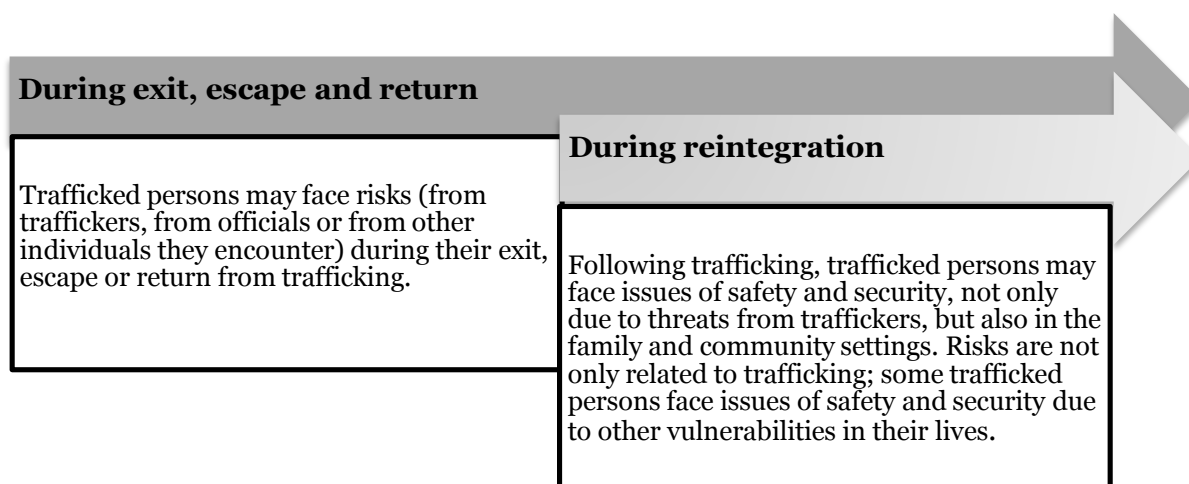 During exit, escape and return
Trafficked persons may face risks (from
traffickers, from officials or from other
individuals they encounter) during their exit,
escape or return from trafficking.
During reintegration
Following trafficking, trafficked persons may
face issues of safety and security, not only
due to threats from traffickers, but also in the
family and community settings. Risks are not
only related to trafficking; some trafficked
persons face issues of safety and security due
to other vulnerabilities in their lives.